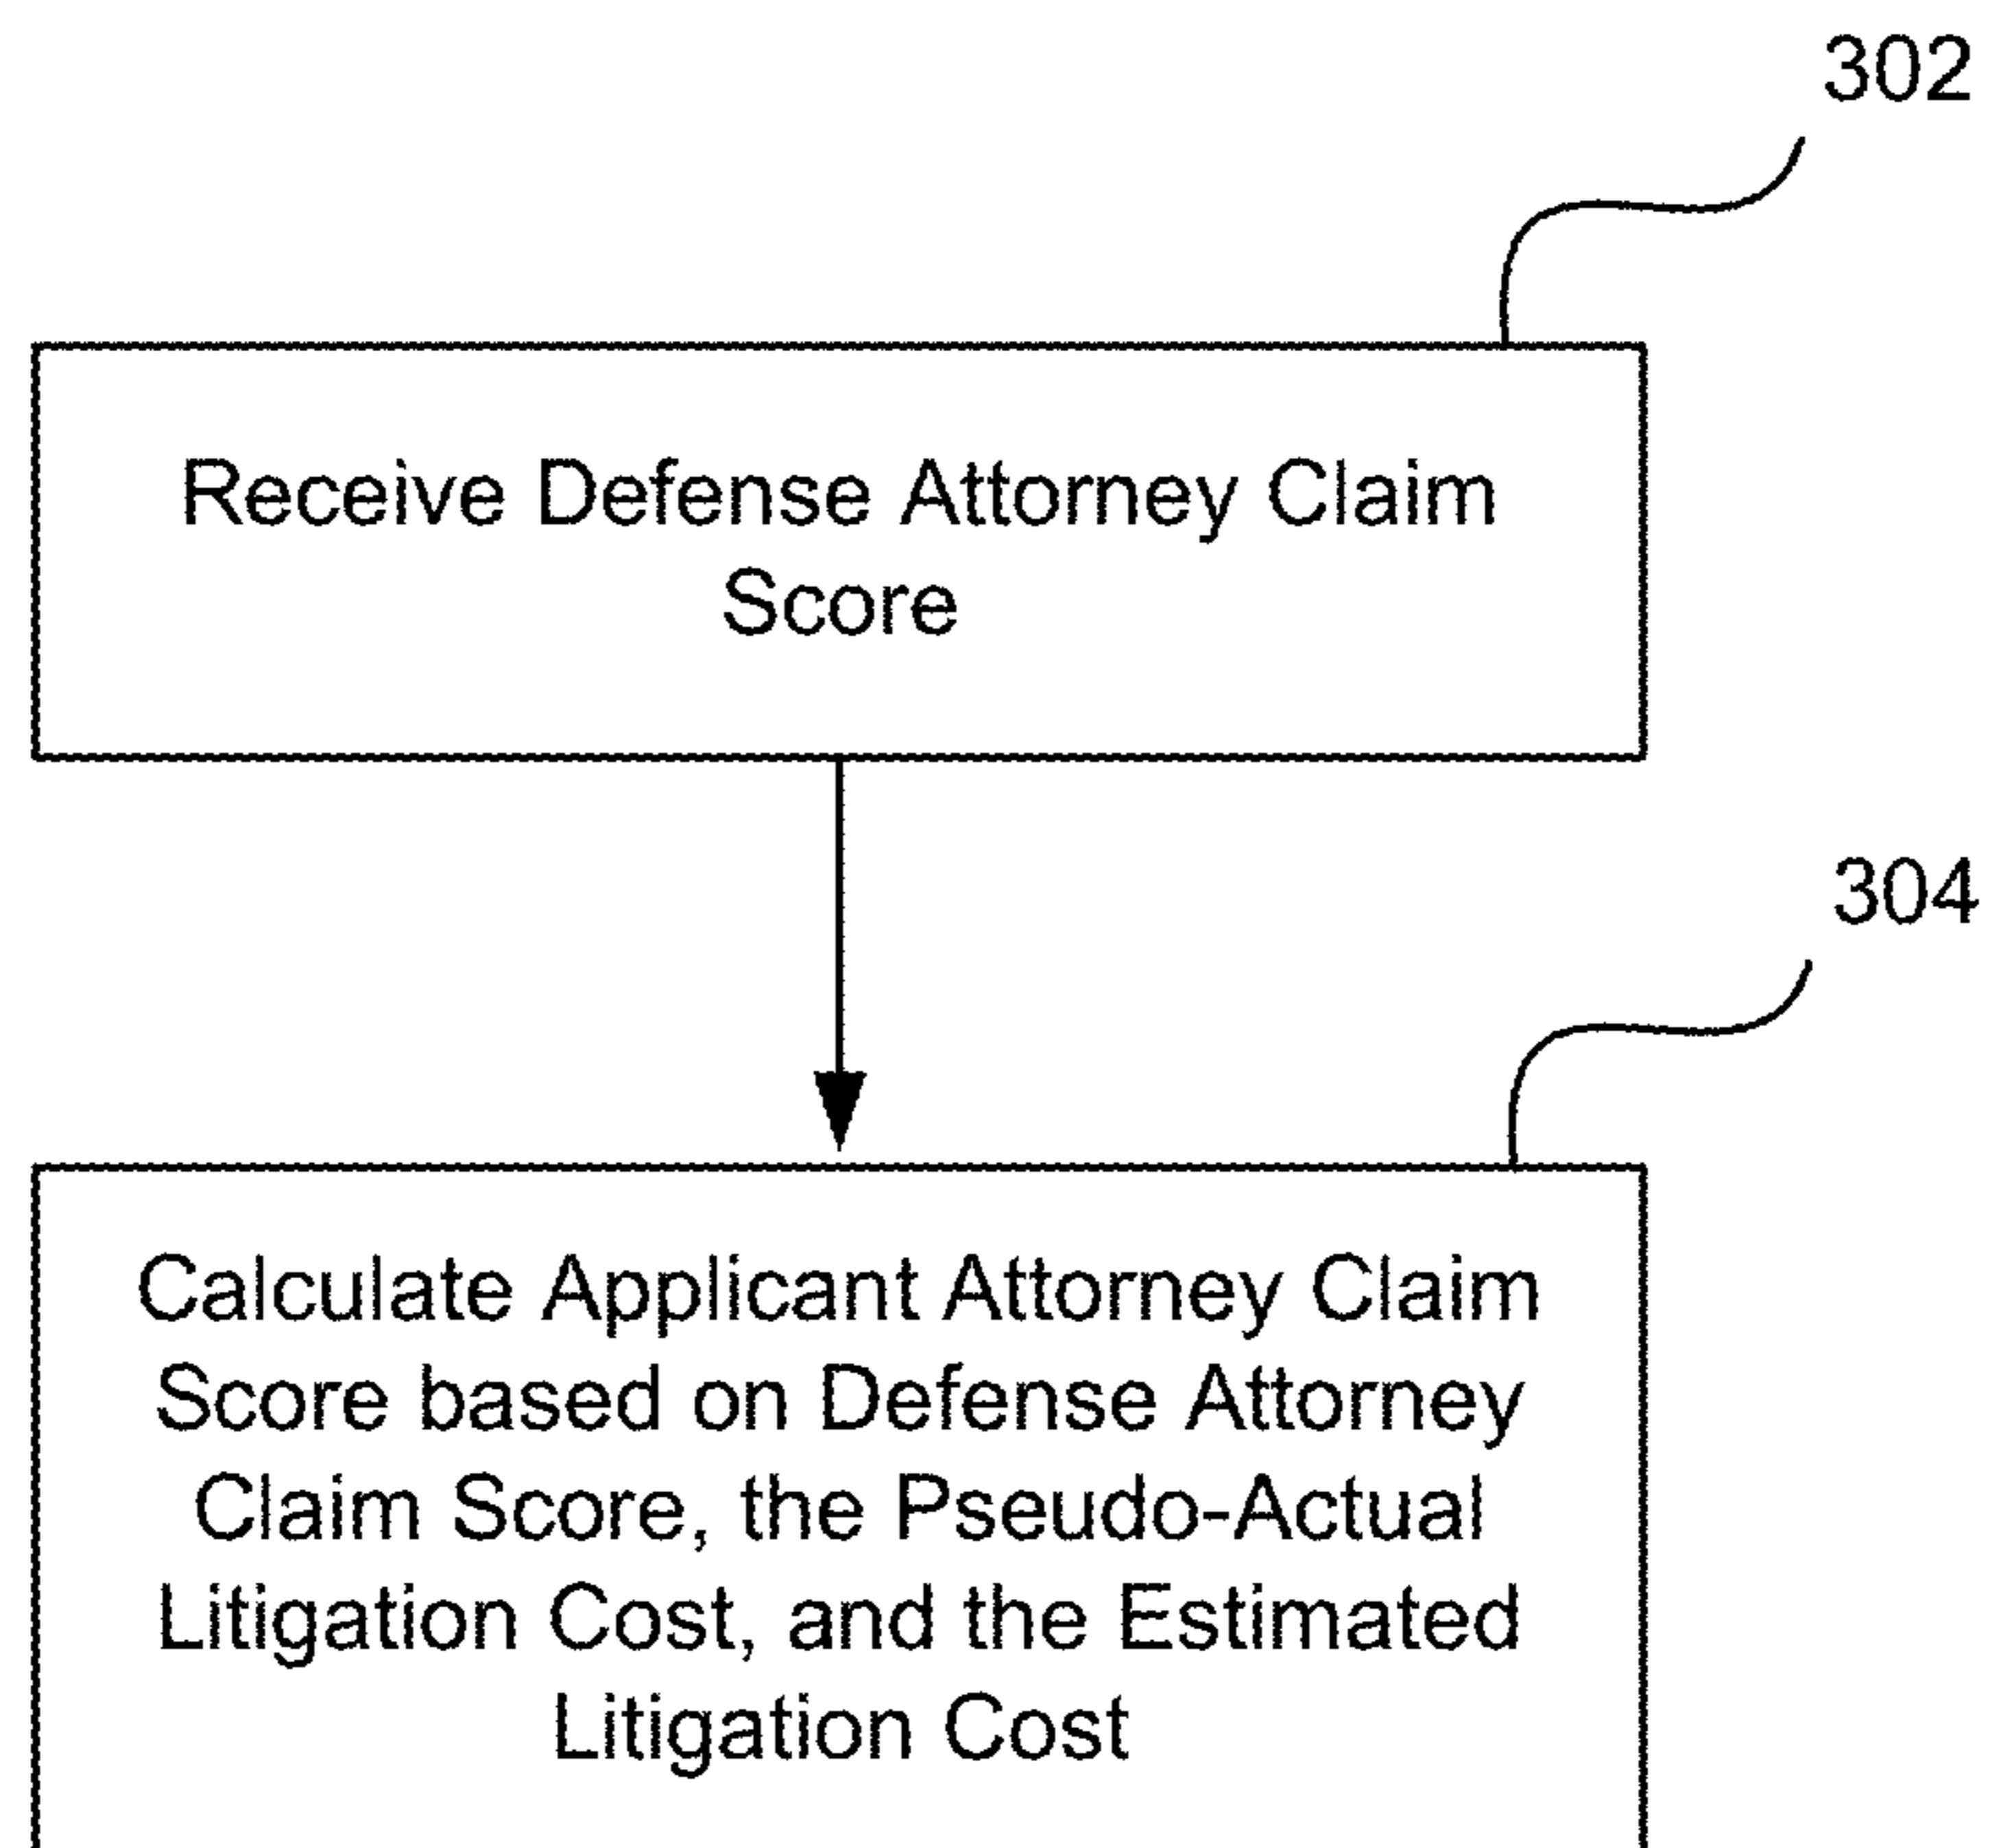 302
Receive Defense Attorney Claim
Score
304
Calculate Applicant Attorney Claim
Score based on Defense Attorney
Claim Score, the Pseudo-Actual
Litigation Cost, and the Estimated
Litigation Cost